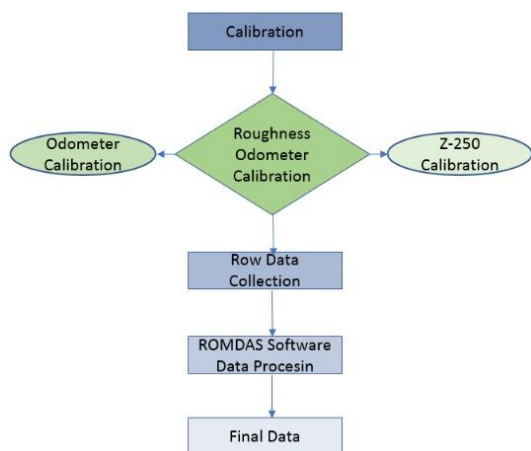 Calibration
Roughness
Odometer
Calibration
Odometer
Calibration
Z-250
Calibration
Row Data
Collection
ROMDAS Software
Data Procesin
Final Data